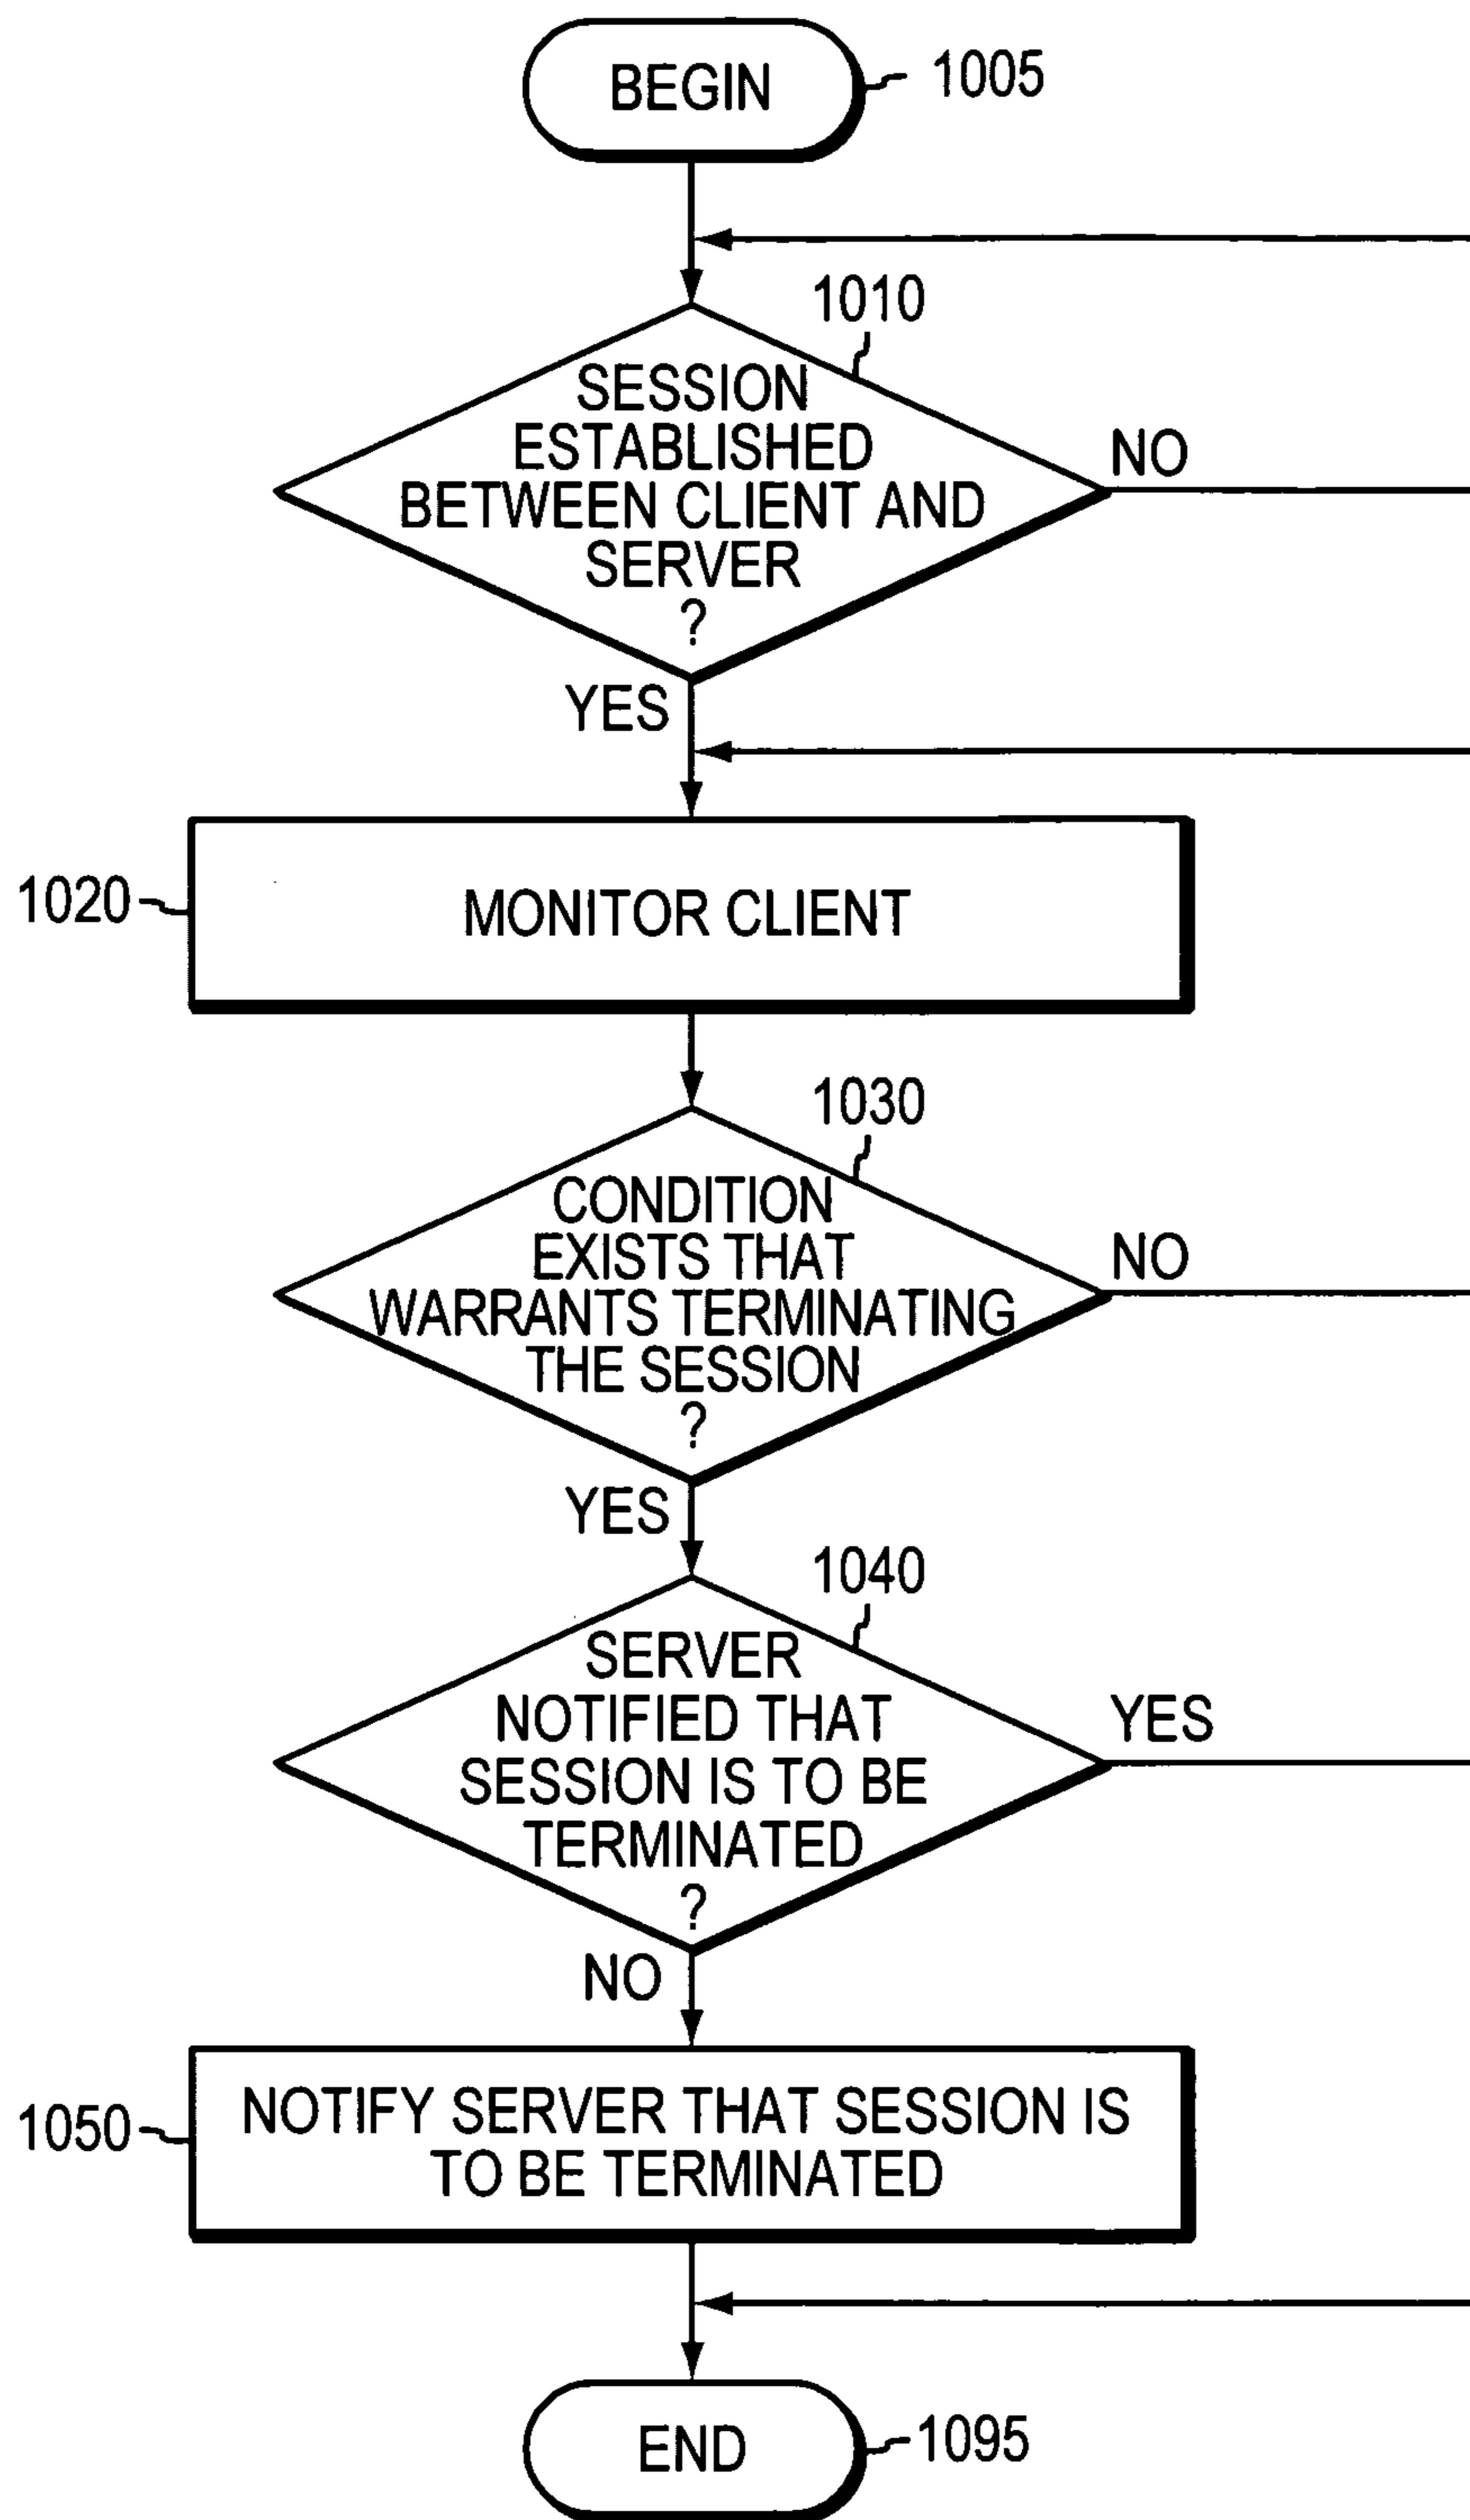 BEGIN
1005
1010
SESSION
ESTABLISHED
BETWEEN CLIENT AND
SERVER
?
NO
YES
1020
MONITOR CLIENT
1030
CONDITION
EXISTS THAT
WARRANTS TERMINATING
THE SESSION
?
NO
YES
1040
SERVER
NOTIFIED THAT
SESSION IS TO BE
TERMINATED
?
YES
NO
1050
NOTIFY SERVER THAT SESSION IS
TO BE TERMINATED
END
1095